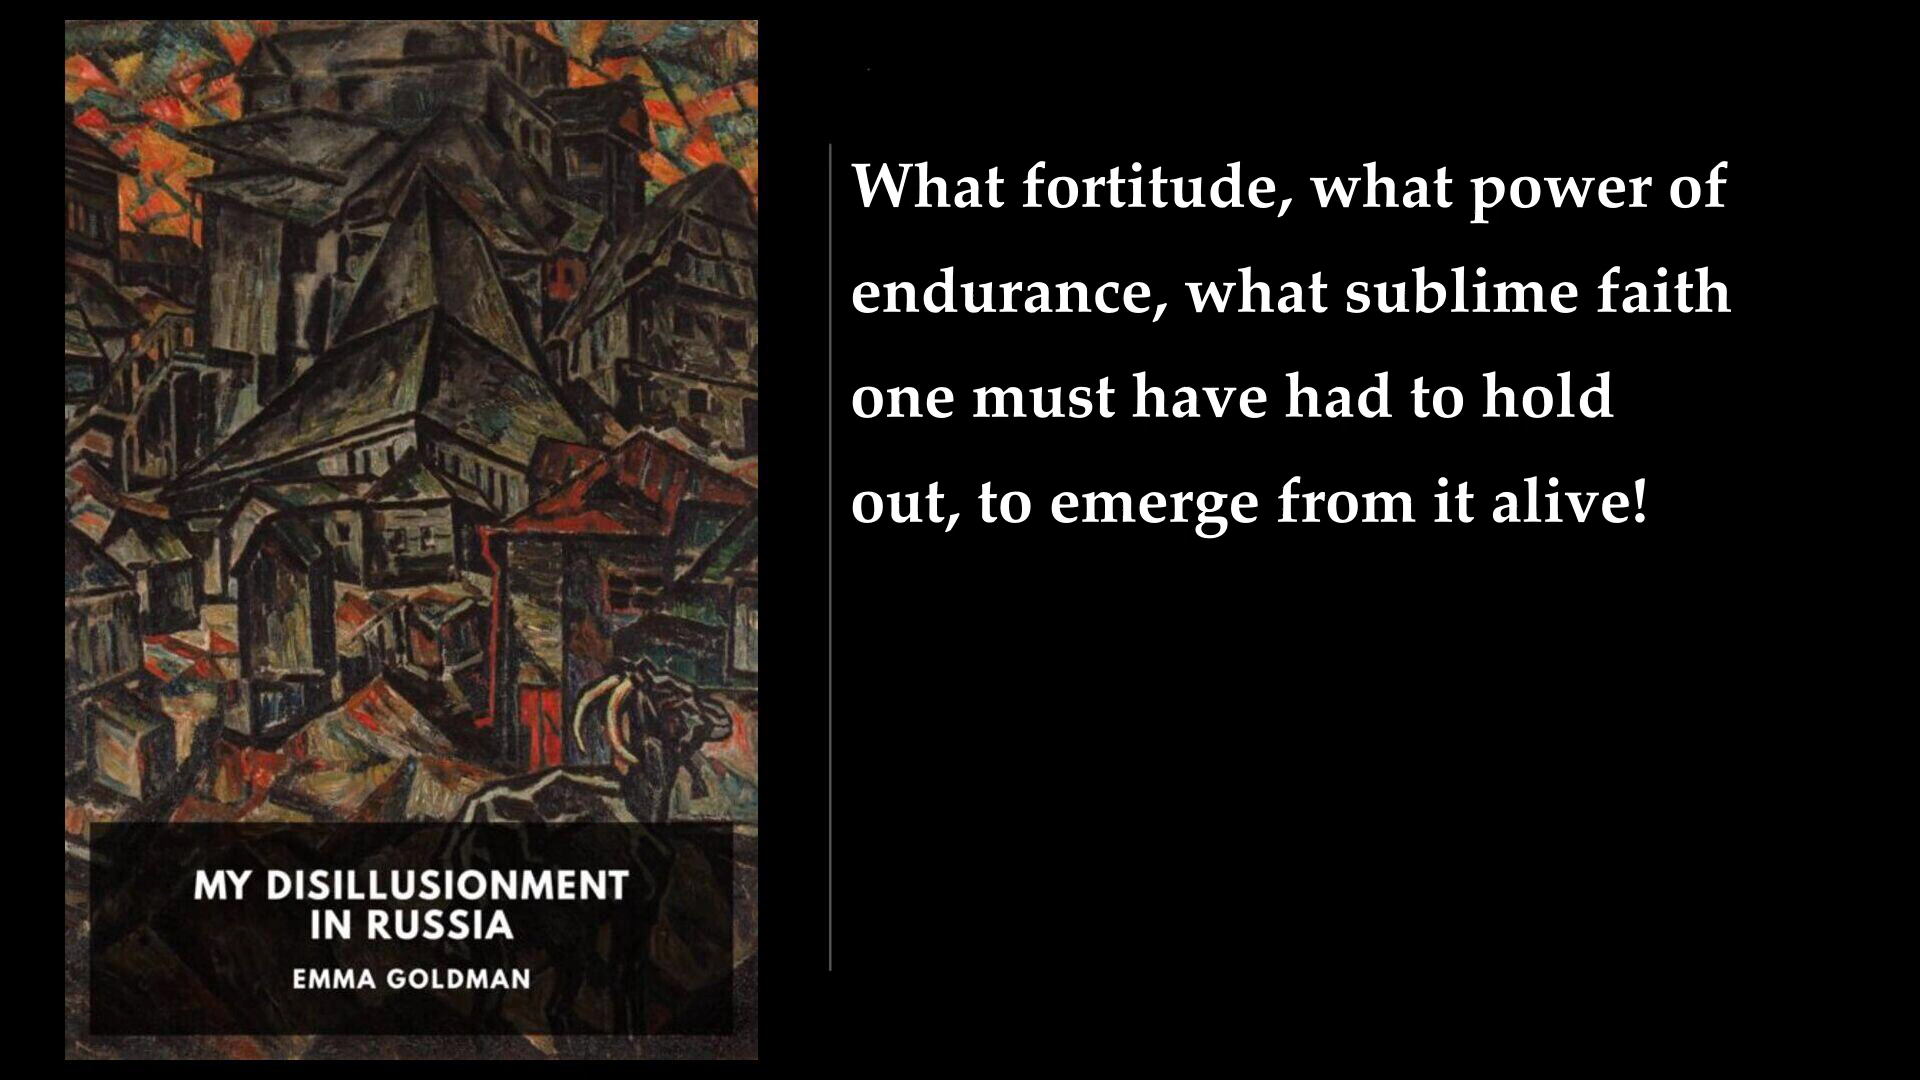 MY DISILLUSIONMENT
IN RUSSIA
EMMA GOLDMAN
What fortitude, what power of
endurance, what sublime faith
one must have had to hold
out, to emerge from it alive!